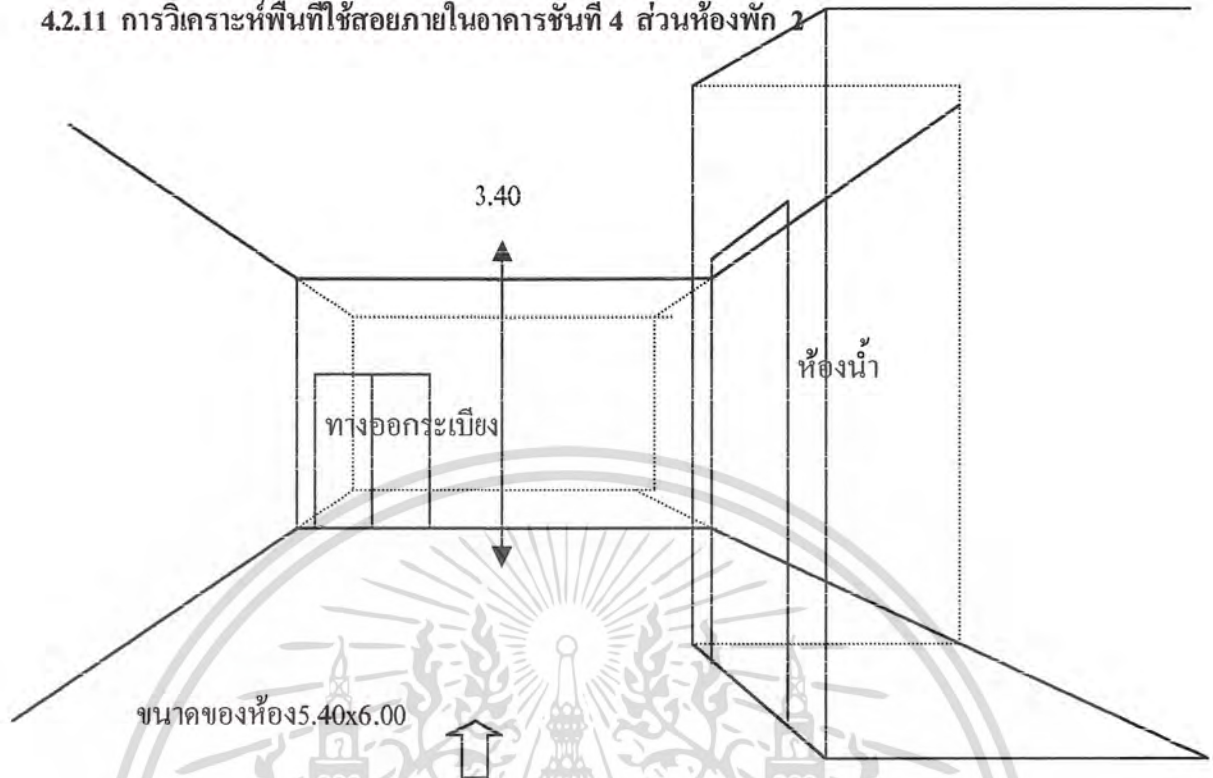 4.2.11 การวิเคราะห์พื้นที่ใช้สอยภายในอาคารชั้นที่ 4 ส่วนห้องพัก 2
3.40
ห้องน้ำ
ทางออกระเบียง
ขนาดของห้อง5.40x6.00